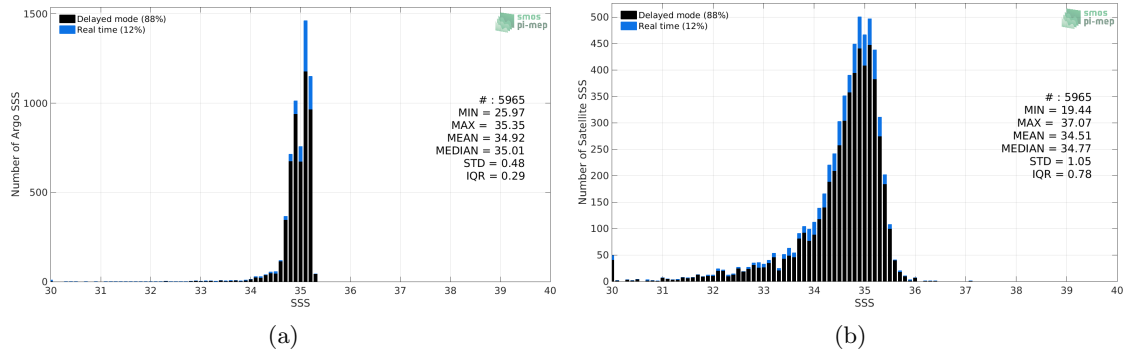 Delayed mode (88%)
Real time (12%)
smos
pi-mep
# : 5965
MIN = 25.97
MAX = 35.35
MEAN = 34.92
MEDIAN = 35.01
STD = 0.48
IQR = 0.29
Number of Argo SSS
1500
1000
500
0
30 31 32 33 34 35 36 37 38 39 40
SSS
(a)
Delayed mode (88%)
Real time (12%)
smos
pi-mep
# : 5965
MIN = 19.44
MAX = 37.07
MEAN = 34.51
MEDIAN = 34.77
STD = 1.05
IQR = 0.78
Number of Satellite SSS
500
450
400
350
300
250
200
150
100
50
0
30 31 32 33 34 35 36 37 38 39 40
SSS
(b)